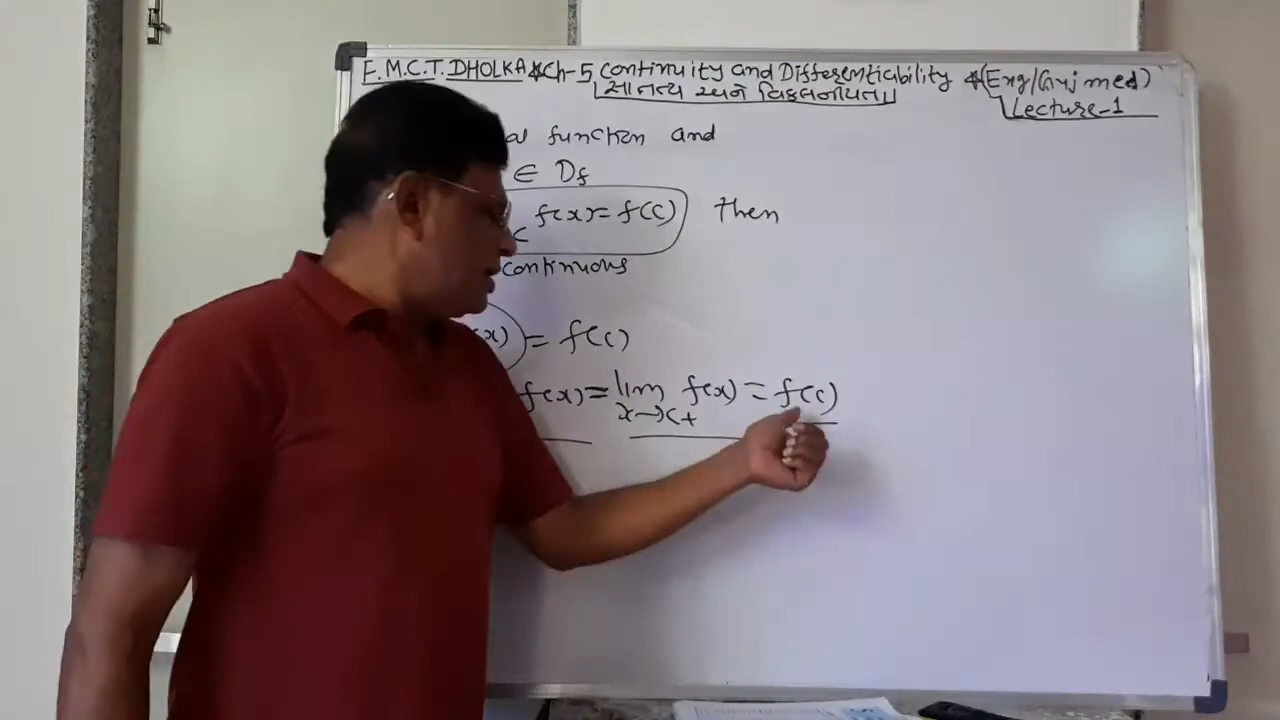 F.M.C.T. DHOLKA * Ch-5 Continuity and Differentiability * (Eng/Guj med)
સાતત્ય અને વિકલનીયતા
Lecture-1
function and
∈ Df
c f(x) = f(c) then
continuous
(x) = f(c)
f(x) = lim f(x) = f(c)
x→c+